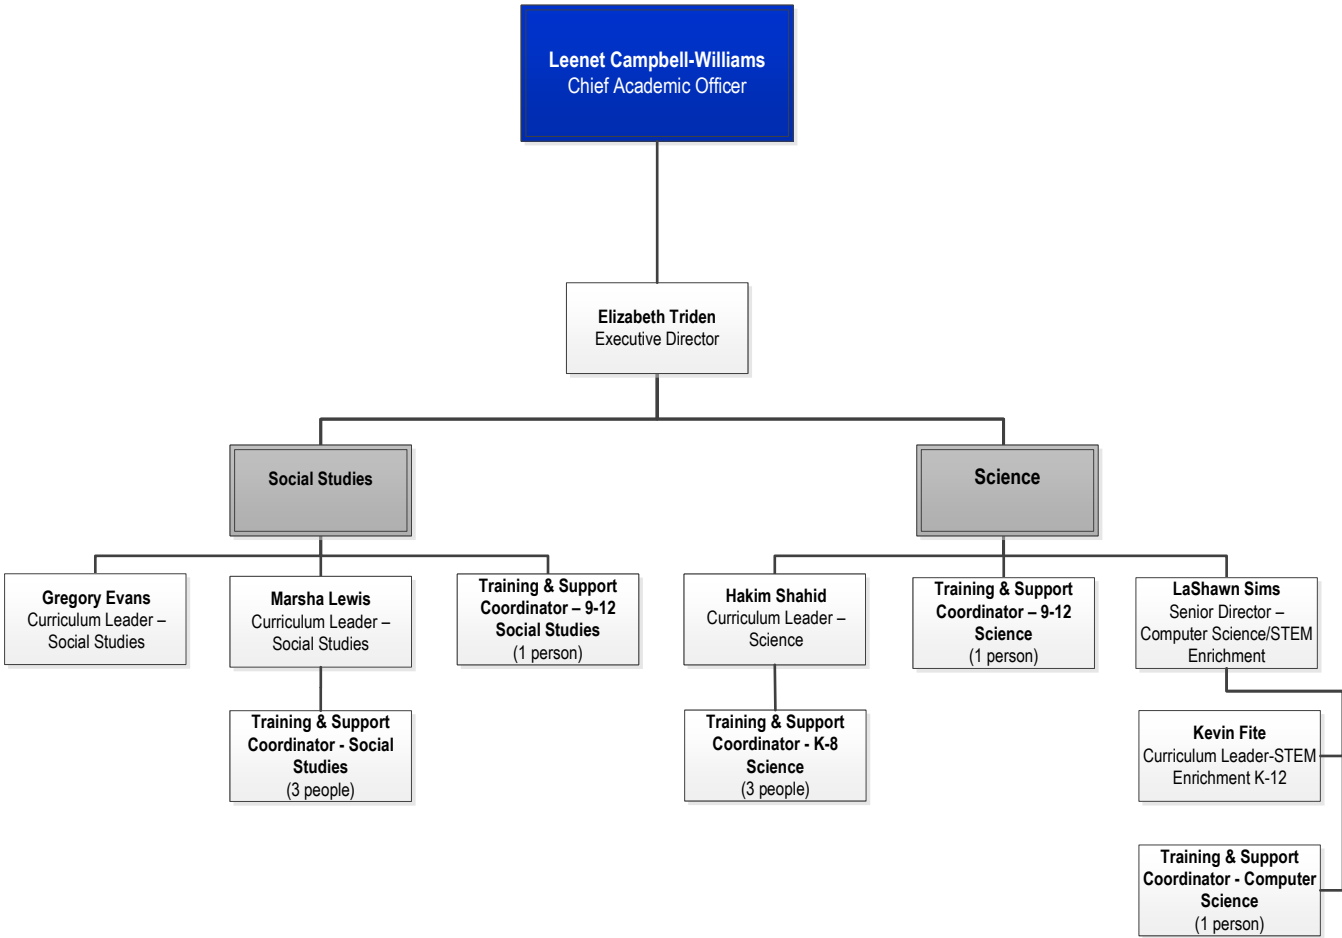 Leenet Campbell-Williams
Chief Academic Officer
Elizabeth Triden
Executive Director
Social Studies
Science
Gregory Evans
Curriculum Leader –
Social Studies
Marsha Lewis
Curriculum Leader –
Social Studies
Training & Support
Coordinator – 9-12
Social Studies
(1 person)
Hakim Shahid
Curriculum Leader –
Science
Training & Support
Coordinator – 9-12
Science
(1 person)
LaShawn Sims
Senior Director –
Computer Science/STEM
Enrichment
Training & Support
Coordinator - Social
Studies
(3 people)
Training & Support
Coordinator - K-8
Science
(3 people)
Kevin Fite
Curriculum Leader-STEM
Enrichment K-12
Training & Support
Coordinator - Computer
Science
(1 person)